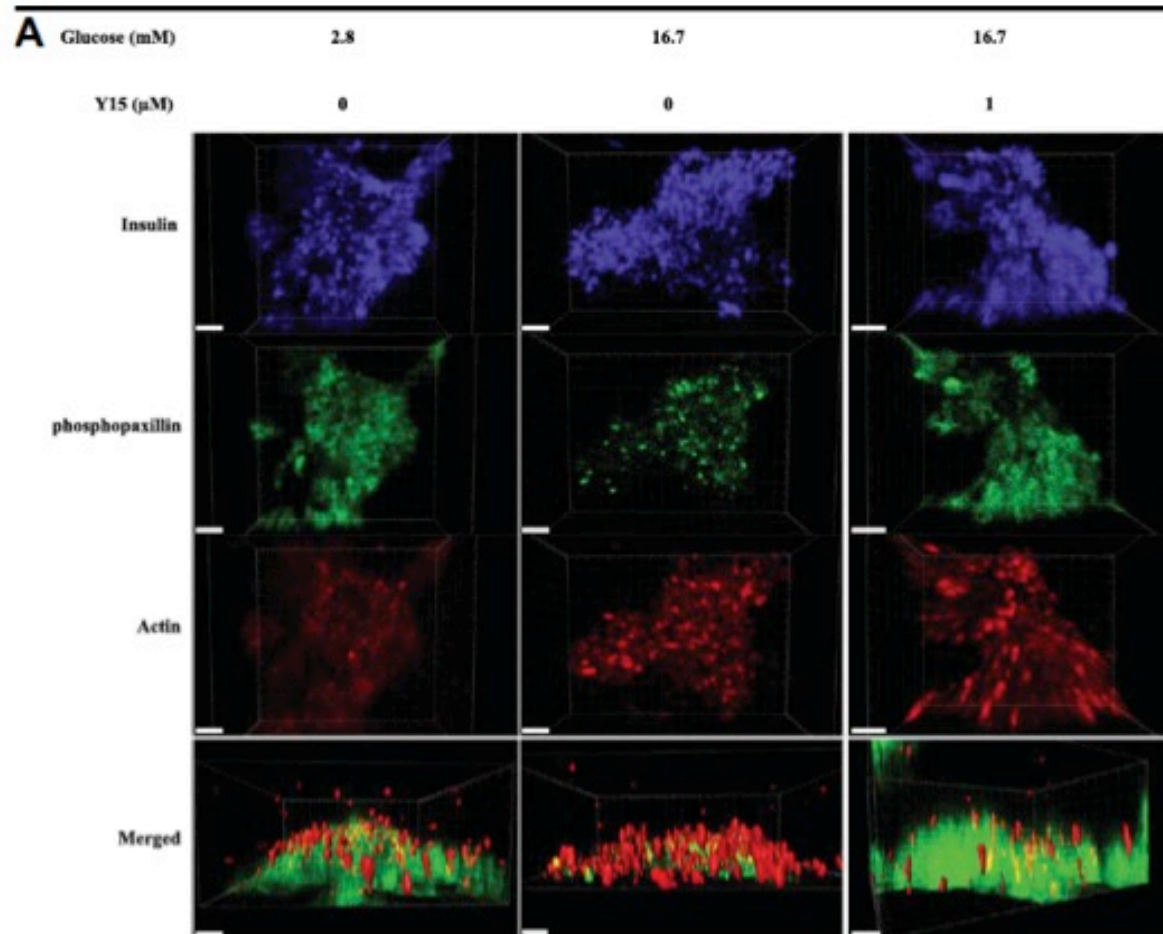 A
Glucose (mM) 2.8 16.7 16.7
Y15 (µM) 0 0 1
Insulin
phosphopaxillin
Actin
Merged